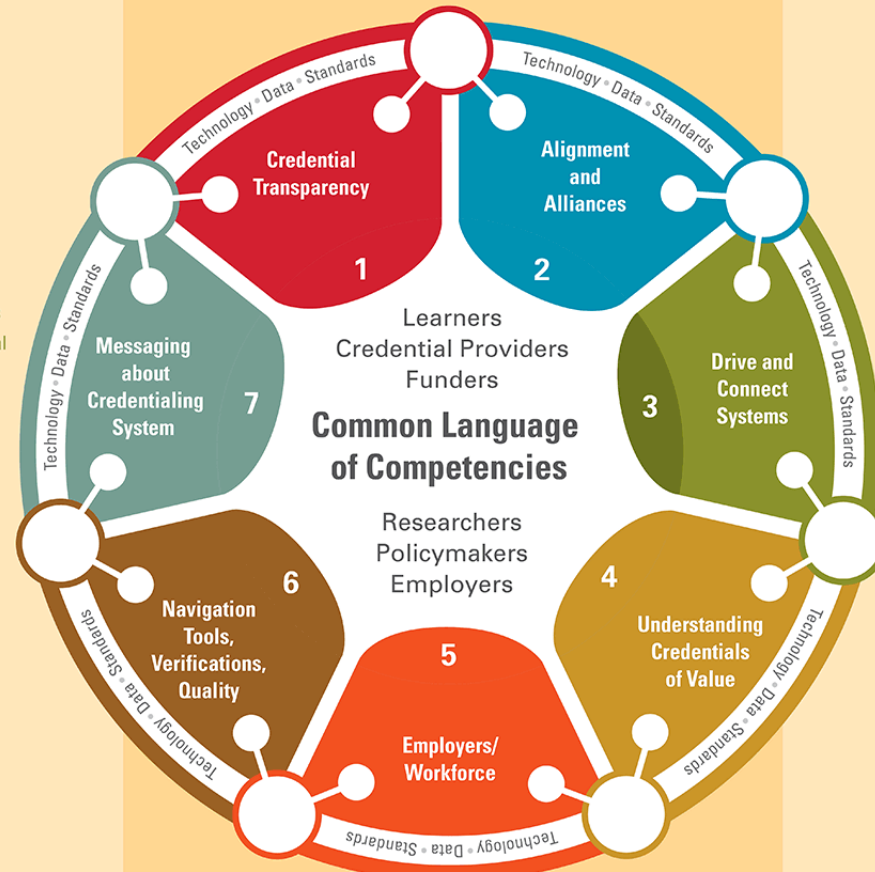 Technology • Data • Standards
Credential
Transparency
1
Technology • Data • Standards
Alignment
and
Alliances
2
Technology • Data • Standards
Drive and
Connect
Systems
3
Technology • Data • Standards
Understanding
Credentials
of Value
4
Technology • Data • Standards
Employers/
Workforce
5
Technology • Data • Standards
Navigation
Tools,
Verifications,
Quality
6
Technology • Data • Standards
Messaging
about
Credentialing
System
7
Learners
Credential Providers
Funders
Common Language
of Competencies
Researchers
Policymakers
Employers